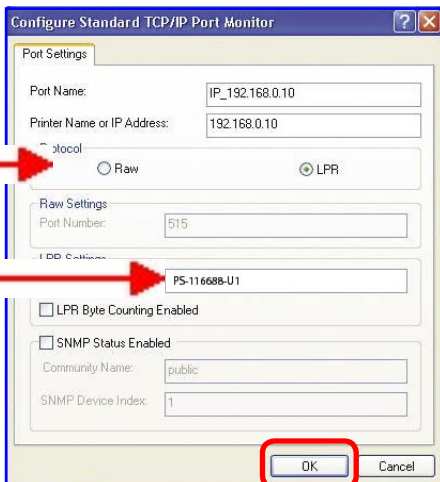 Configure Standard TCP/IP Port Monitor
Port Settings
Port Name: IP_192.168.0.10
Printer Name or IP Address: 192.168.0.10
Raw LPR
Raw Settings
Port Number: 515
LPR Settings
PS-116688-U1
LPR Byte Counting Enabled
SNMP Status Enabled
Community Name: public
SNMP Device Index: 1
OK Cancel